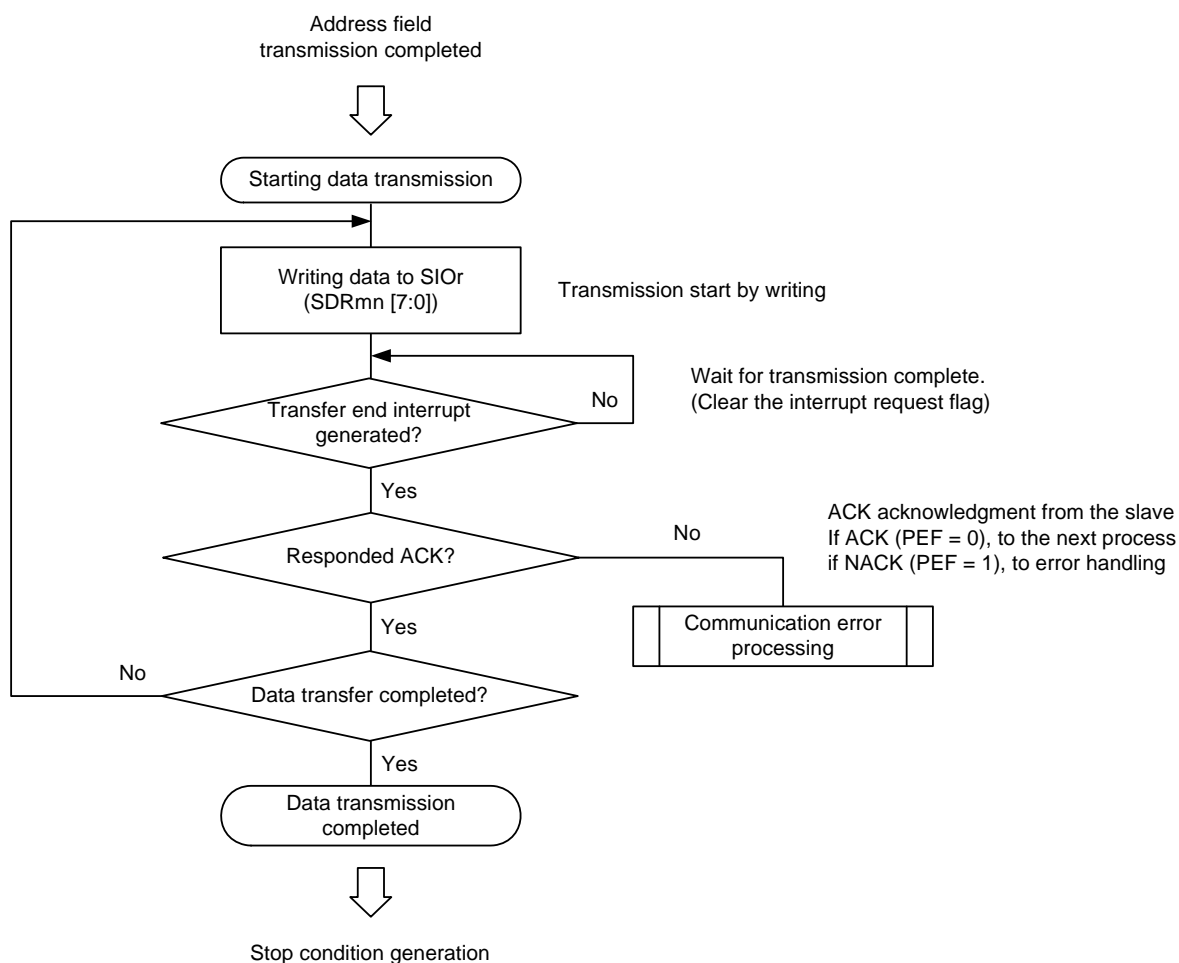 Address field
transmission completed
Starting data transmission
Writing data to SIOr
(SDRmn [7:0])
Transmission start by writing
Transfer end interrupt
generated?
No
Wait for transmission complete.
(Clear the interrupt request flag)
Yes
Responded ACK?
No
ACK acknowledgment from the slave
If ACK (PEF = 0), to the next process
if NACK (PEF = 1), to error handling
Communication error
processing
Yes
No
Data transfer completed?
Yes
Data transmission
completed
Stop condition generation